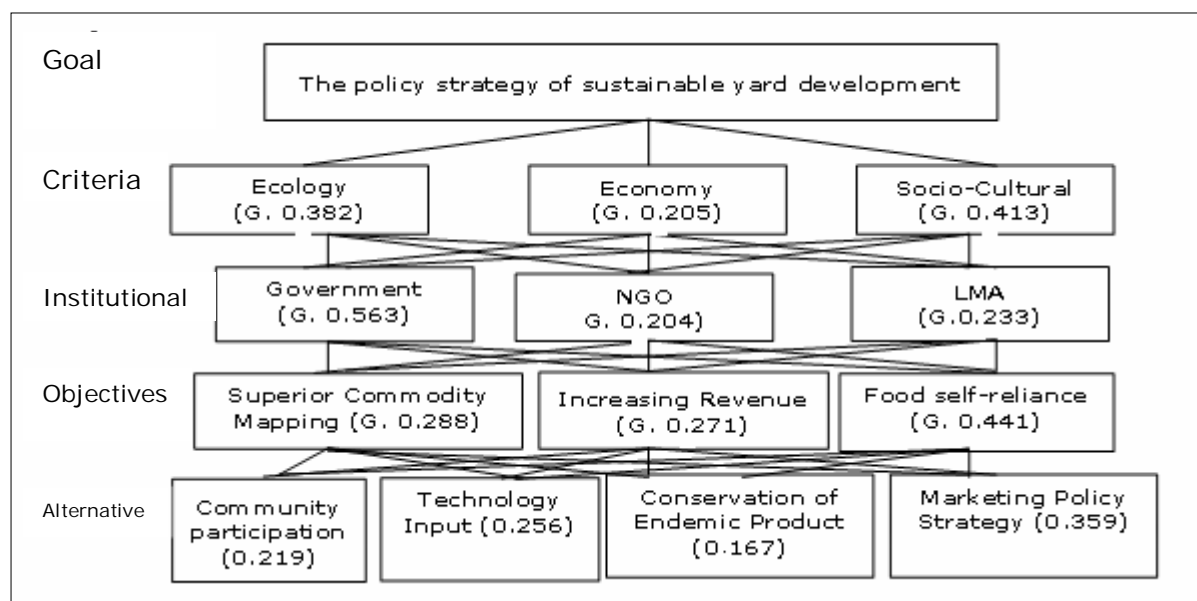 Goal
The policy strategy of sustainable yard development
Criteria
Ecology
(G. 0.382)
Economy
(G. 0.205)
Socio-Cultural
(G. 0.413)
Institutional
Government
(G. 0.563)
NGO
G. 0.204)
LMA
(G.0.233)
Objectives
Superior Commodity
Mapping (G. 0.288)
Increasing Revenue
(G. 0.271)
Food self-reliance
(G. 0.441)
Alternative
Community
participation
(0.219)
Technology
Input (0.256)
Conservation of
Endemic Product
(0.167)
Marketing Policy
Strategy (0.359)